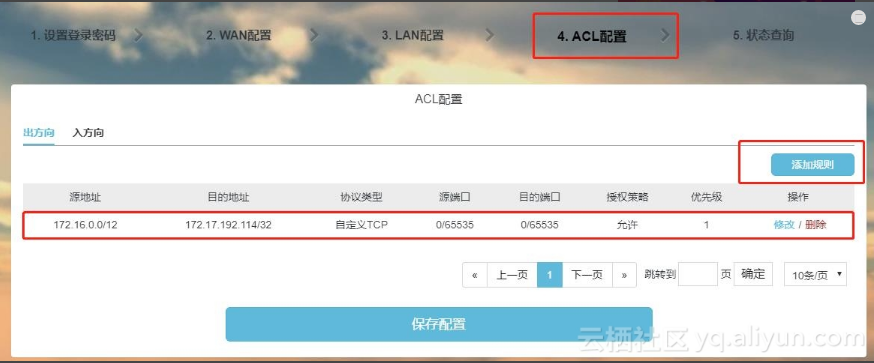 1. 设置登录密码 2. WAN配置 3. LAN配置 4. ACL配置 5. 状态查询
ACL配置
出方向 入方向
添加规则
源地址 目的地址 协议类型 源端口 目的端口 授权策略 优先级 操作
172.16.0.0/12 172.17.192.114/32 自定义TCP 0/65535 0/65535 允许 1 修改 / 删除
« 上一页 1 下一页 » 跳转到 页 确定 10条/页
保存配置
云栖社区 yq.aliyun.com